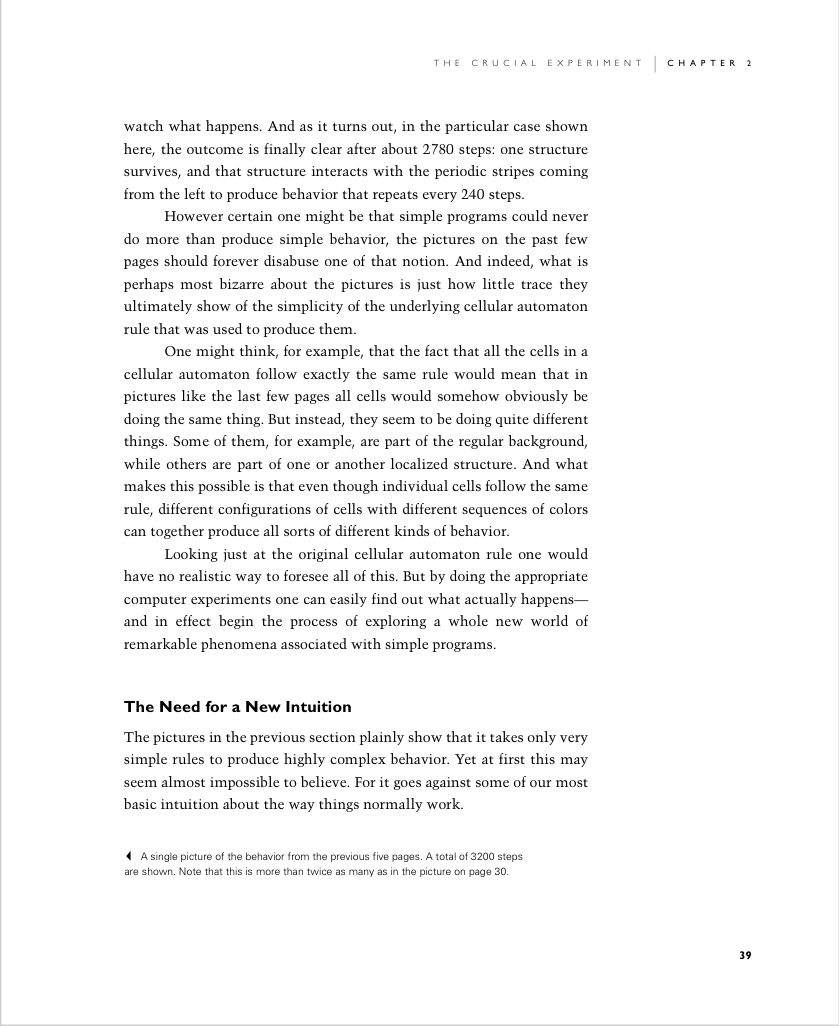 THE CRUCIAL EXPERIMENT | CHAPTER 2
watch what happens. And as it turns out, in the particular case shown
here, the outcome is finally clear after about 2780 steps: one structure
survives, and that structure interacts with the periodic stripes coming
from the left to produce behavior that repeats every 240 steps.
However certain one might be that simple programs could never
do more than produce simple behavior, the pictures on the past few
pages should forever disabuse one of that notion. And indeed, what is
perhaps most bizarre about the pictures is just how little trace they
ultimately show of the simplicity of the underlying cellular automaton
rule that was used to produce them.
One might think, for example, that the fact that all the cells in a
cellular automaton follow exactly the same rule would mean that in
pictures like the last few pages all cells would somehow obviously be
doing the same thing. But instead, they seem to be doing quite different
things. Some of them, for example, are part of the regular background,
while others are part of one or another localized structure. And what
makes this possible is that even though individual cells follow the same
rule, different configurations of cells with different sequences of colors
can together produce all sorts of different kinds of behavior.
Looking just at the original cellular automaton rule one would
have no realistic way to foresee all of this. But by doing the appropriate
computer experiments one can easily find out what actually happens—
and in effect begin the process of exploring a whole new world of
remarkable phenomena associated with simple programs.
The Need for a New Intuition
The pictures in the previous section plainly show that it takes only very
simple rules to produce highly complex behavior. Yet at first this may
seem almost impossible to believe. For it goes against some of our most
basic intuition about the way things normally work.
A single picture of the behavior from the previous five pages. A total of 3200 steps
are shown. Note that this is more than twice as many as in the picture on page 30.
39